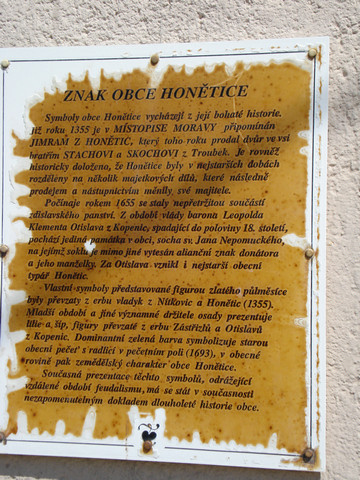 ZNAK OBCE HONĚTICE
Symboly obce Honětice vycházejí z její bohaté historie.
Již roku 1355 je v MÍSTOPISE MORAVY připomínán
JIMRAM Z HONĚTIC, který toho roku prodal dvůr ve vsi
bratřím STACHOVI a SKOCHOVI z Troubek. Je rovněž
historicky doloženo, že Honětice byly v nejstarších dobách
rozděleny na několik majetkových dílů, které následně
prodejem a nástupnictvím měnily své majitele.
Počínaje rokem 1655 se staly nepřetržitou součástí
zdislavského panství. Z období vlády barona Leopolda
Klementa Otislava z Kopenic, spadající do poloviny 18. století,
pochází jediná památka v obci, socha sv. Jana Nepomuckého,
na jejímž soklu je mimo jiné vytesán alianční znak donátora
a jeho manželky. Za Otislava vznikl i nejstarší obecní
typář Honětic.
Vlastní symboly představované figurou zlatého půlměsíce
byly převzaty z erbu vladyk z Nítkovic a Honětic (1355).
Mladší období a jiné významné držitele osady prezentuje
lilie a šíp, figury převzaté z erbu Zástřizlů a Otislavů
z Kopenic. Dominantní zelená barva symbolizuje starou
obecní pečeť s radlicí v pečetním poli (1693), v obecné
rovině pak zemědělský charakter obce Honětice.
Současná prezentace těchto symbolů, odrážející
vzdálené období feudalismu, má se stát v současnosti
nezapomenutelným dokladem dlouholeté historie obce.